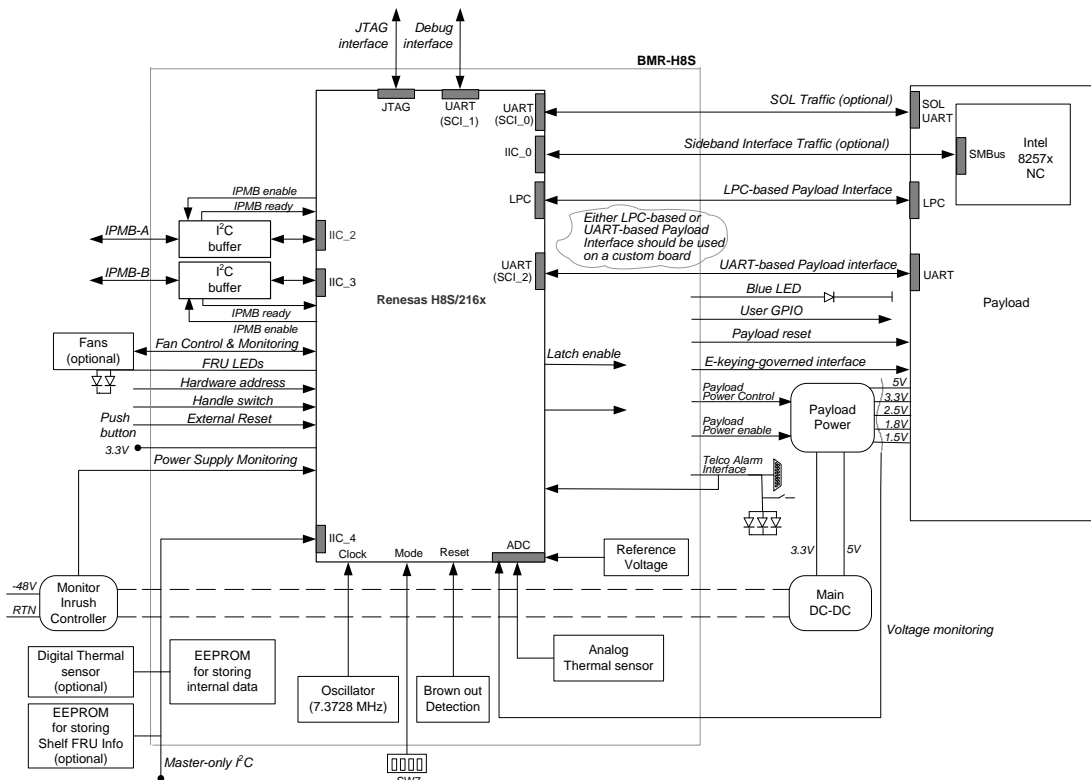 JTAG
interface
Debug
interface
BMR-H8S
JTAG
UART
(SCI_1)
UART
(SCI_0)
SOL Traffic (optional)
SOL
UART
IIC_0
Sideband Interface Traffic (optional)
SMBus
Intel
8257x
NC
LPC
LPC-based Payload Interface
LPC
Either LPC-based or
UART-based Payload
Interface should be used
on a custom board
UART
(SCI_2)
UART-based Payload interface
UART
Payload
IPMB enable
IPMB ready
IPMB-A
I²C
buffer
IIC_2
IPMB-B
I²C
buffer
IIC_3
IPMB ready
IPMB enable
Renesas H8S/216x
Blue LED
User GPIO
Payload reset
E-keying-governed interface
Fans
(optional)
Fan Control & Monitoring
FRU LEDs
Hardware address
Handle switch
External Reset
Push
button
3.3V
Power Supply Monitoring
Latch enable
Payload
Power Control
Payload
Power enable
Payload
Power
5V
3.3V
2.5V
1.8V
1.5V
Telco Alarm
Interface
3.3V
5V
IIC_4
Clock
Mode
Reset
ADC
Reference
Voltage
-48V
RTN
Monitor
Inrush
Controller
Main
DC-DC
Voltage monitoring
Digital Thermal
sensor
(optional)
EEPROM
for storing
internal data
Oscillator
(7.3728 MHz)
Brown out
Detection
Analog
Thermal sensor
EEPROM
for storing
Shelf FRU Info
(optional)
Master-only I²C
SW7